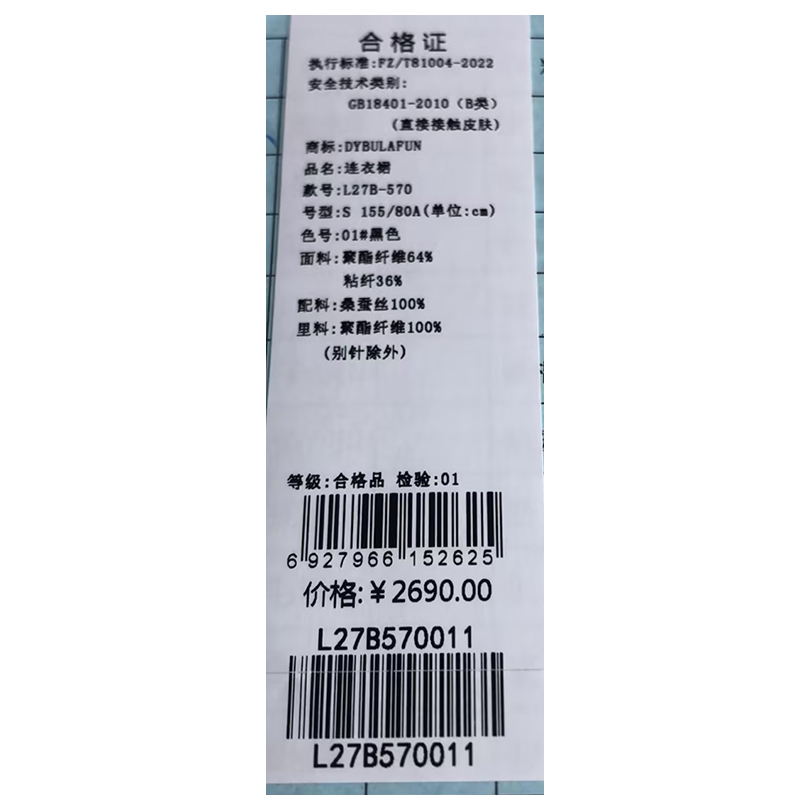 合格证
执行标准:FZ/T81004-2022
安全技术类别:
GB18401-2010（B类）
(直接接触皮肤)
商标:DYBULAFUN
品名:连衣裙
款号:L27B-570
号型:S 155/80A(单位:cm)
色号:01#黑色
面料:聚酯纤维64%
粘纤36%
配料:桑蚕丝100%
里料:聚酯纤维100%
(别针除外)
等级:合格品 检验:01
6 927966 152625
价格:¥2690.00
L27B570011
L27B570011